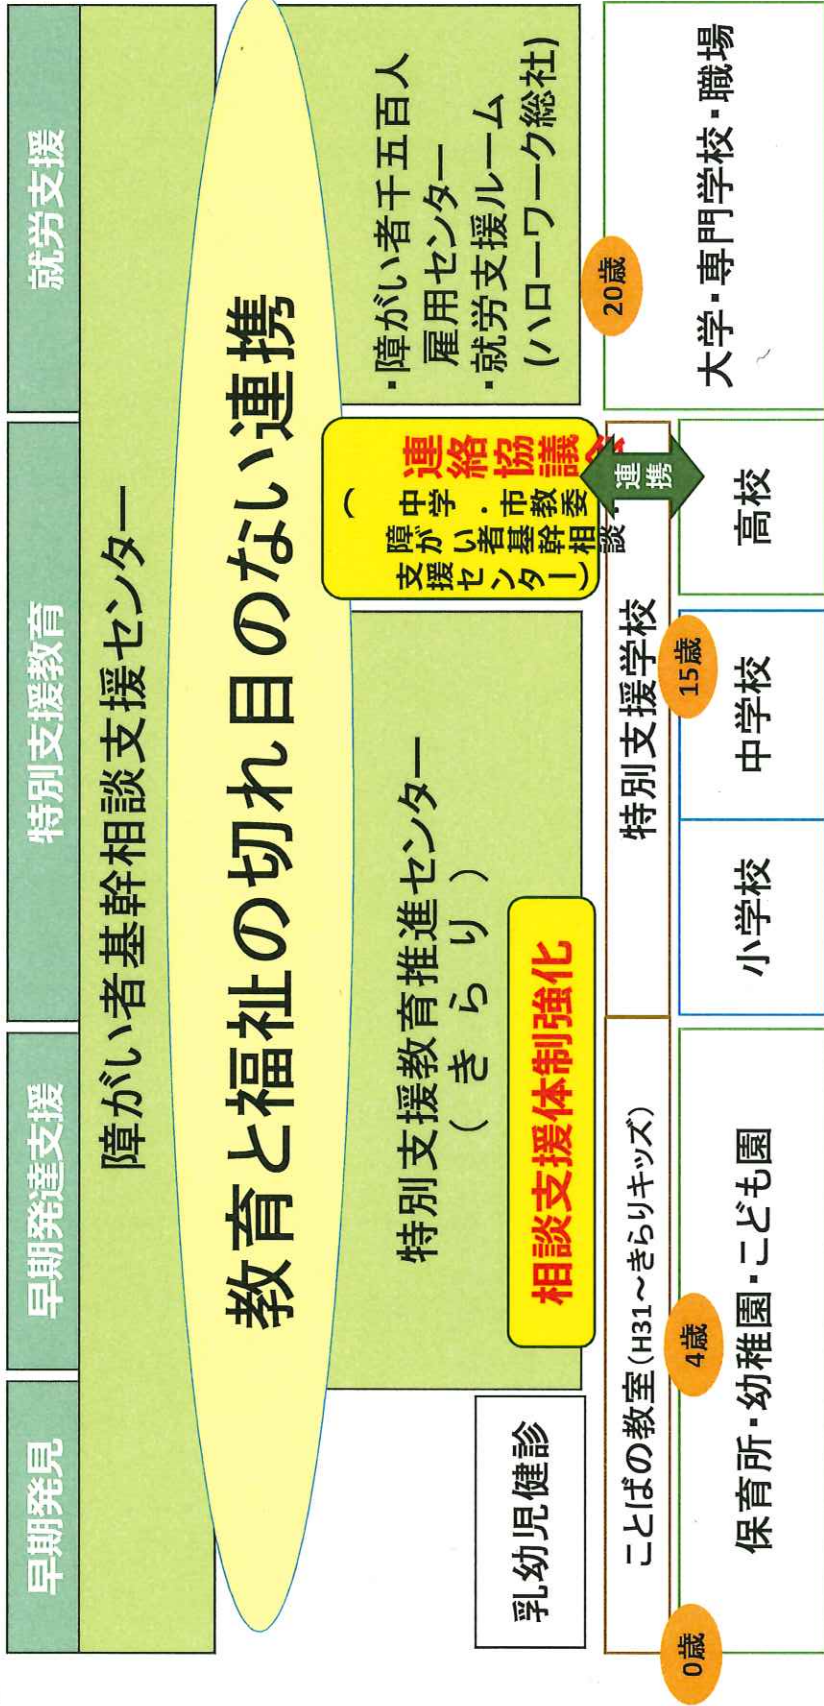 早期発見
早期発達支援
特別支援教育
就労支援
障がい者基幹相談支援センター
教育と福祉の切れ目のない連携
特別支援教育推進センター
(きらり)
相談支援体制強化
連絡協議会
(中学・市教委・
障がい者基幹相談
支援センター)
・障がい者千五百人
雇用センター
・就労支援ルーム
(ハローワーク総社)
乳幼児健診
ことばの教室(H31～きらりキッズ)
特別支援学校
連携
0歳
4歳
15歳
20歳
保育所・幼稚園・こども園
小学校
中学校
高校
大学・専門学校・職場